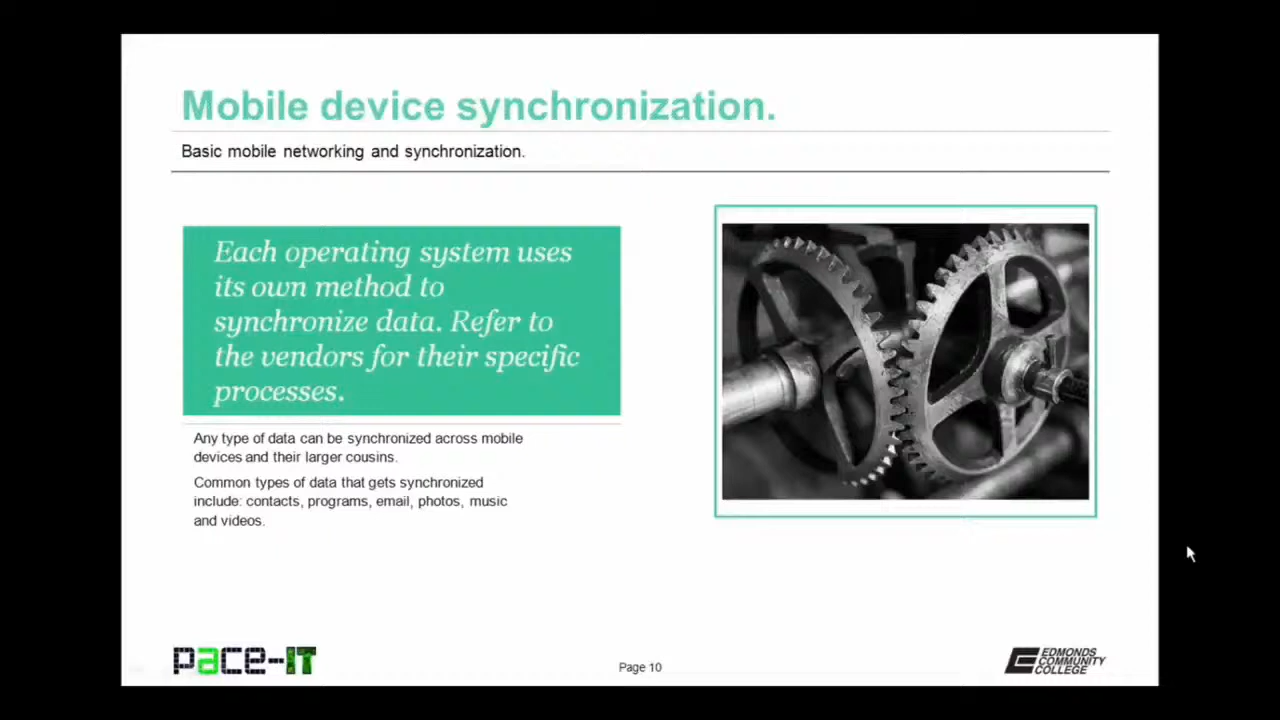 Mobile device synchronization.
Basic mobile networking and synchronization.
Each operating system uses
its own method to
synchronize data. Refer to
the vendors for their specific
processes.
Any type of data can be synchronized across mobile
devices and their larger cousins.
Common types of data that gets synchronized
include: contacts, programs, email, photos, music
and videos.
pace-IT
Page 10
EDMONDS
COMMUNITY
COLLEGE